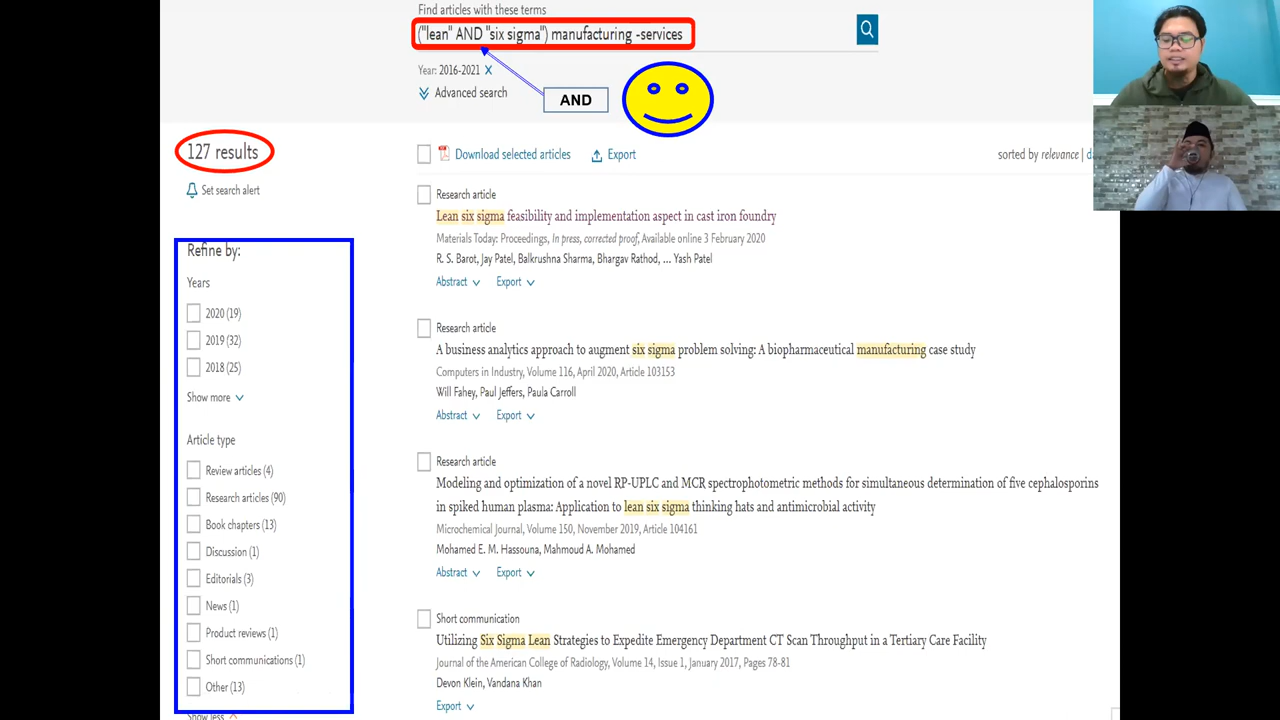 Find articles with these terms
("lean" AND "six sigma") manufacturing -services
Year: 2016-2021 X
Advanced search
AND
127 results
Set search alert
Download selected articles
Export
sorted by relevance |
Refine by:
Years
2020 (19)
2019 (32)
2018 (25)
Show more
Article type
Review articles (4)
Research articles (90)
Book chapters (13)
Discussion (1)
Editorials (3)
News (1)
Product reviews (1)
Short communications (1)
Other (13)
Show less
Research article
Lean six sigma feasibility and implementation aspect in cast iron foundry
Materials Today: Proceedings, In press, corrected proof, Available online 3 February 2020
R. S. Barot, Jay Patel, Balkrushna Sharma, Bhargav Rathod, ... Yash Patel
Abstract Export
Research article
A business analytics approach to augment six sigma problem solving: A biopharmaceutical manufacturing case study
Computers in Industry, Volume 116, April 2020, Article 103153
Will Fahey, Paul Jeffers, Paula Carroll
Abstract Export
Research article
Modeling and optimization of a novel RP-UPLC and MCR spectrophotometric methods for simultaneous determination of five cephalosporins
in spiked human plasma: Application to lean six sigma thinking hats and antimicrobial activity
Microchemical Journal, Volume 150, November 2019, Article 104161
Mohamed E. M. Hassouna, Mahmoud A. Mohamed
Abstract Export
Short communication
Utilizing Six Sigma Lean Strategies to Expedite Emergency Department CT Scan Throughput in a Tertiary Care Facility
Journal of the American College of Radiology, Volume 14, Issue 1, January 2017, Pages 78-81
Devon Klein, Vandana Khan
Export